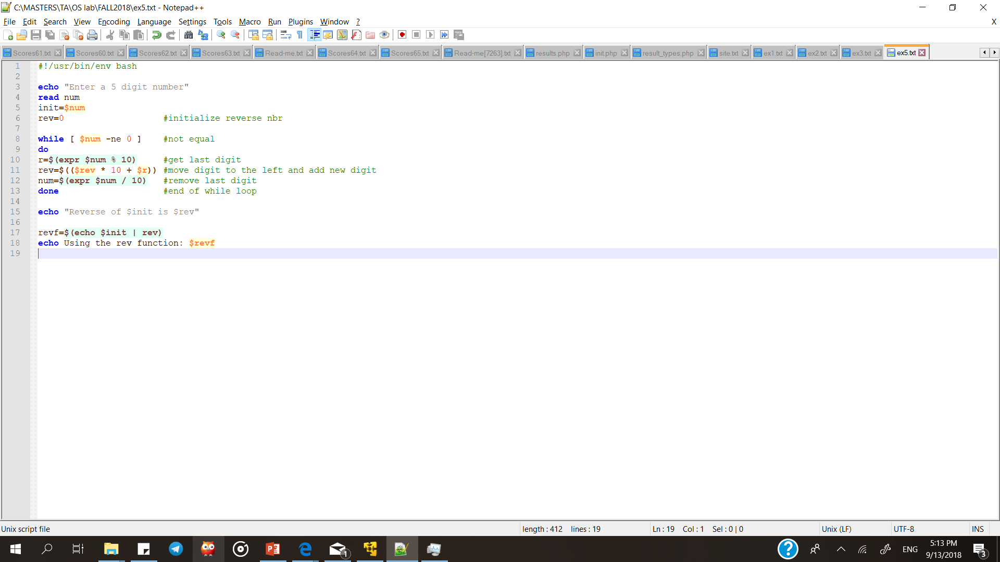 C:\MASTERS\TA\OS lab\FALL2018\ex5.txt - Notepad++
File Edit Search View Encoding Language Settings Tools Macro Run Plugins Window ? X
Scores61.txt Scores60.txt Scores62.txt Scores63.txt Read-me.txt Scores64.txt Scores65.txt Read-me[7263].txt results.php init.php result_types.php site.txt ex1.txt ex2.txt ex3.txt ex5.txt
1 #!/usr/bin/env bash
2
3 echo "Enter a 5 digit number"
4 read num
5 init=$num
6 rev=0 #initialize reverse nbr
7
8 while [ $num -ne 0 ] #not equal
9 do
10 r=$(expr $num % 10) #get last digit
11 rev=$(($rev * 10 + $r)) #move digit to the left and add new digit
12 num=$(expr $num / 10) #remove last digit
13 done #end of while loop
14
15 echo "Reverse of $init is $rev"
16
17 revf=$(echo $init | rev)
18 echo Using the rev function: $revf
19
Unix script file length : 412 lines : 19 Ln : 19 Col : 1 Sel : 0 | 0 Unix (LF) UTF-8 INS
1 ? ENG 5:13 PM 3
9/13/2018